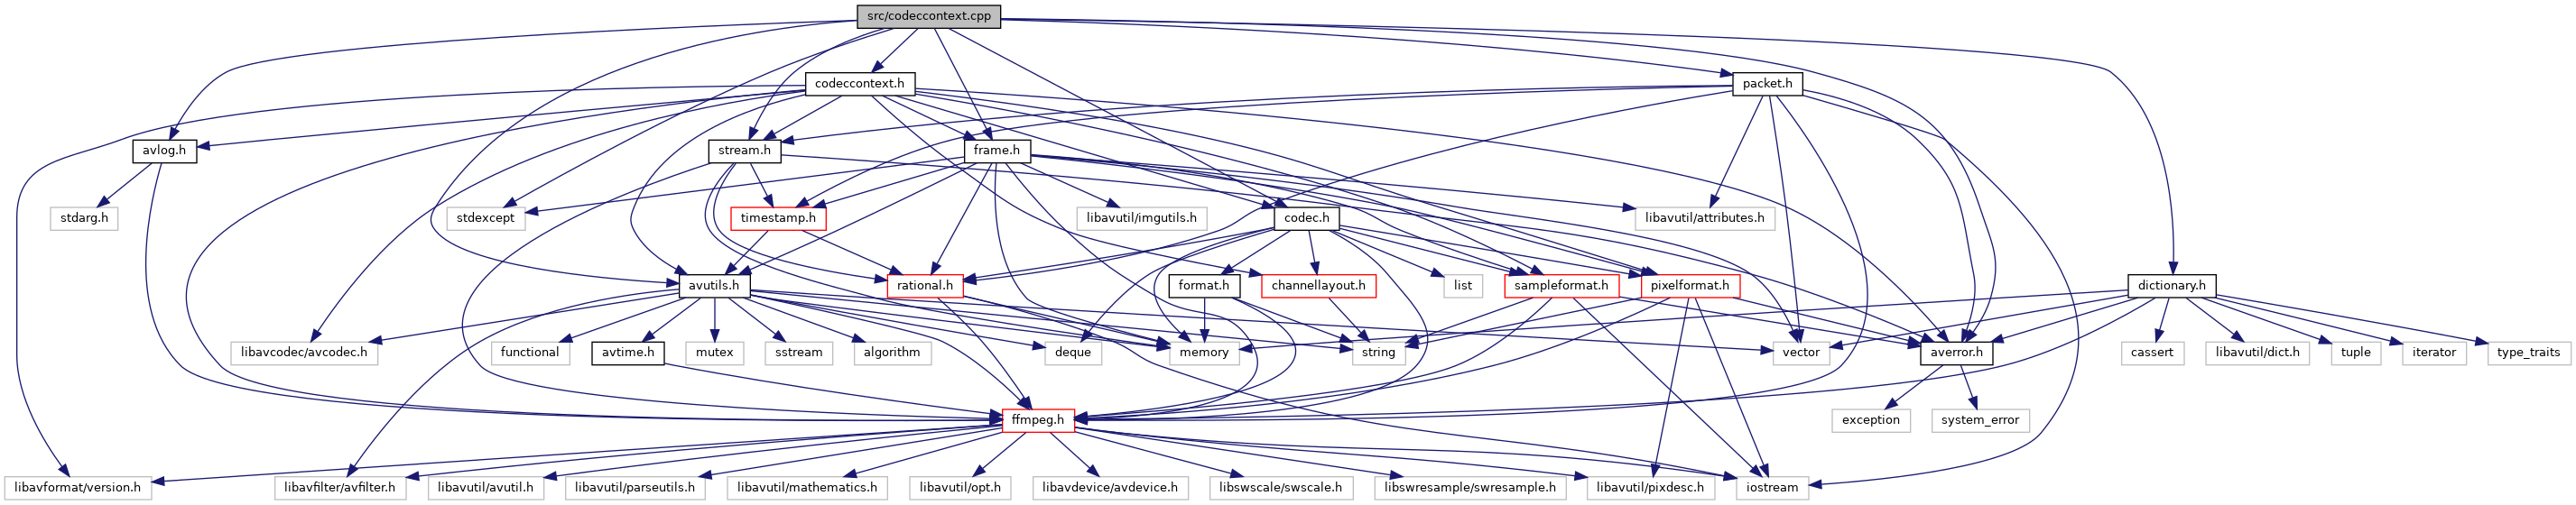 src/codeccontext.cpp
codeccontext.h
packet.h
avlog.h
stream.h
frame.h
stdarg.h
stdexcept
timestamp.h
libavutil/imgutils.h
codec.h
libavutil/attributes.h
avutils.h
rational.h
format.h
channellayout.h
list
sampleformat.h
pixelformat.h
dictionary.h
libavcodec/avcodec.h
functional
avtime.h
mutex
sstream
algorithm
deque
memory
string
vector
averror.h
cassert
libavutil/dict.h
tuple
iterator
type_traits
ffmpeg.h
exception
system_error
libavformat/version.h
libavfilter/avfilter.h
libavutil/avutil.h
libavutil/parseutils.h
libavutil/mathematics.h
libavutil/opt.h
libavdevice/avdevice.h
libswscale/swscale.h
libswresample/swresample.h
libavutil/pixdesc.h
iostream